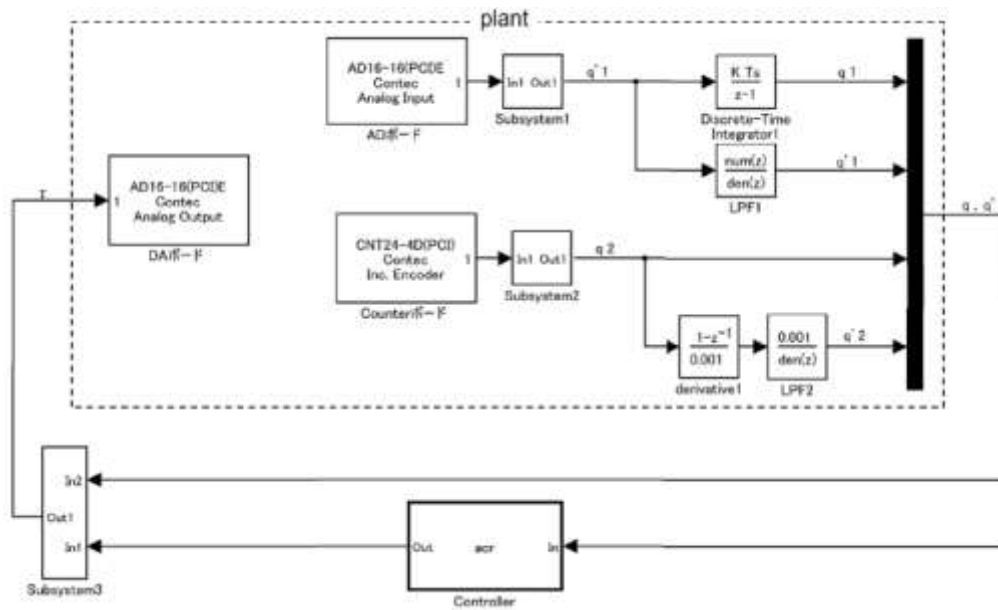 plant
AD16-16(PCI)E
Contec
Analog Input
1
ADボード
In1 Out1
Subsystem1
q'1
K Ts
z-1
Discrete-Time
Integrator1
q1
num(z)
den(z)
LPF1
q'1
T
1
AD16-16(PCI)E
Contec
Analog Output
DAボード
CNT24-4D(PCI)
Contec
Inc. Encoder
1
Counterボード
In1 Out1
Subsystem2
q2
1-z⁻¹
0.001
derivative1
0.001
den(z)
LPF2
q'2
q, q'
In2
Out1
In1
Subsystem3
Out
acr
In
Controller